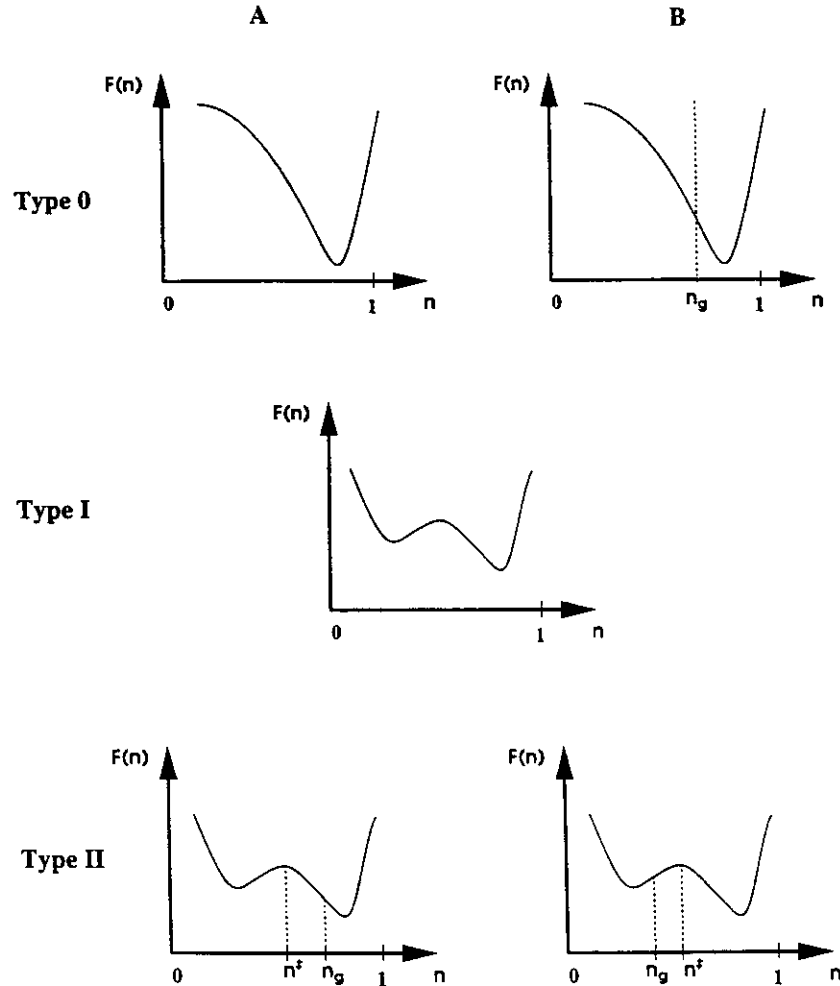 A B
F(n) F(n)
Type 0
0 1 n 0 n_g 1 n
F(n)
Type I
0 1 n
F(n) F(n)
Type II
0 n‡ n_g 1 n 0 n_g n‡ 1 n